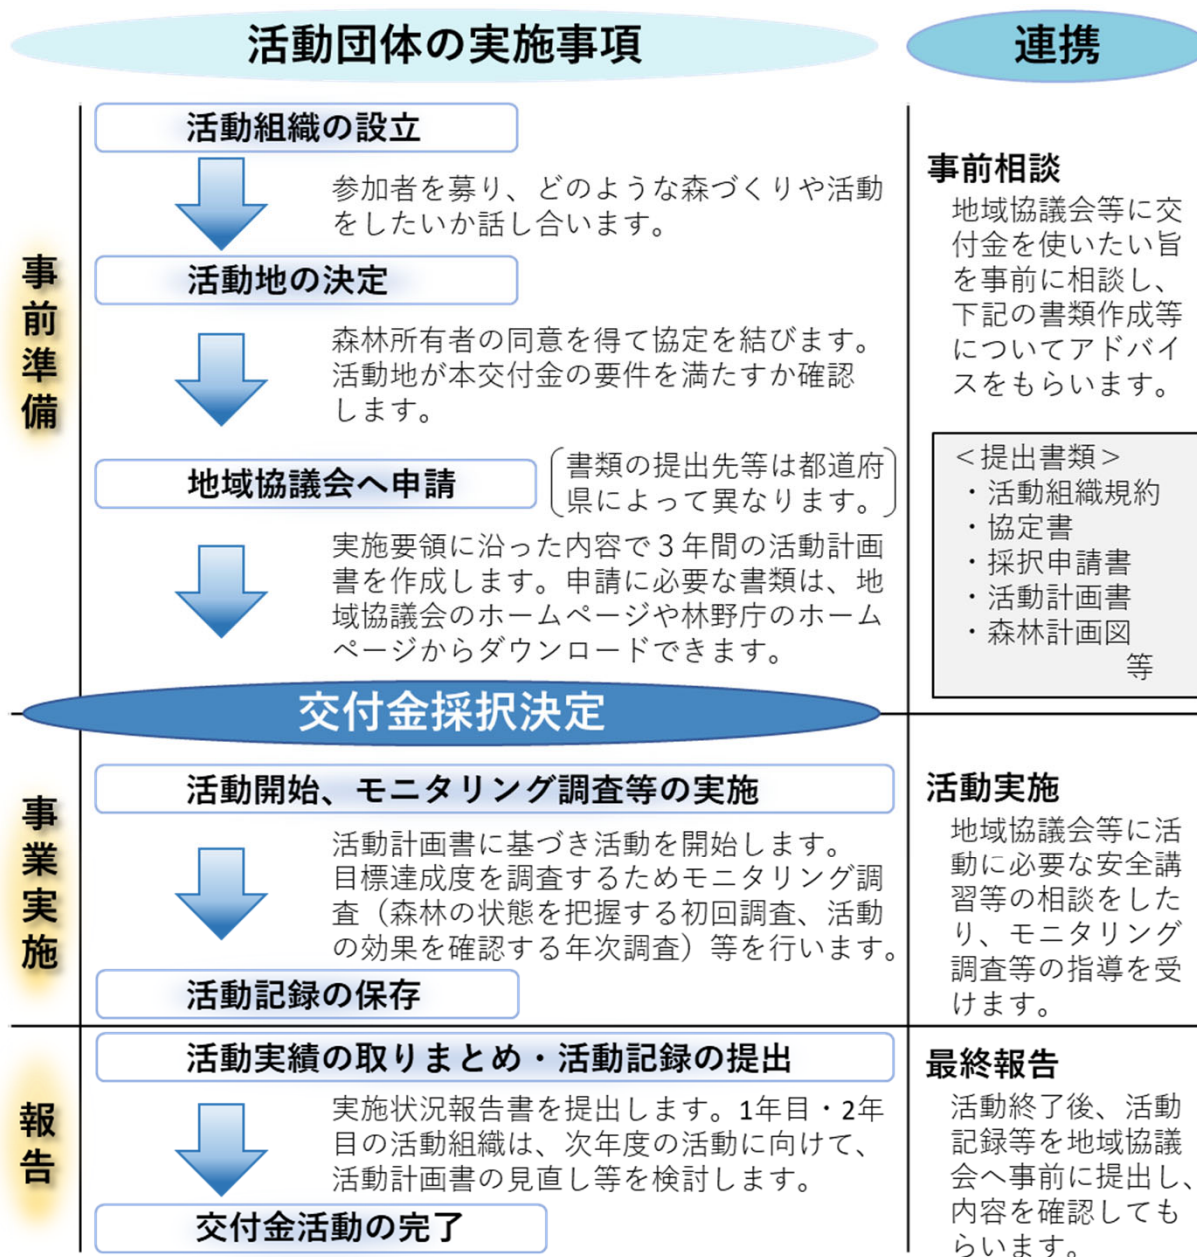 活動団体の実施事項
連携
事前準備
活動組織の設立
参加者を募り、どのような森づくりや活動
をしたいか話し合います。
活動地の決定
森林所有者の同意を得て協定を結びます。
活動地が本交付金の要件を満たすか確認
します。
地域協議会へ申請
書類の提出先等は都道府
県によって異なります。
実施要領に沿った内容で３年間の活動計画
書を作成します。申請に必要な書類は、地
域協議会のホームページや林野庁のホーム
ページからダウンロードできます。
事前相談
地域協議会等に交
付金を使いたい旨
を事前に相談し、
下記の書類作成等
についてアドバイ
スをもらいます。
＜提出書類＞
・活動組織規約
・協定書
・採択申請書
・活動計画書
・森林計画図
等
交付金採択決定
事業実施
活動開始、モニタリング調査等の実施
活動計画書に基づき活動を開始します。
目標達成度を調査するためモニタリング調
査（森林の状態を把握する初回調査、活動
の効果を確認する年次調査）等を行います。
活動記録の保存
活動実施
地域協議会等に活
動に必要な安全講
習等の相談をした
り、モニタリング
調査等の指導を受
けます。
報告
活動実績の取りまとめ・活動記録の提出
実施状況報告書を提出します。1年目・2年
目の活動組織は、次年度の活動に向けて、
活動計画書の見直し等を検討します。
交付金活動の完了
最終報告
活動終了後、活動
記録等を地域協議
会へ事前に提出し、
内容を確認しても
らいます。